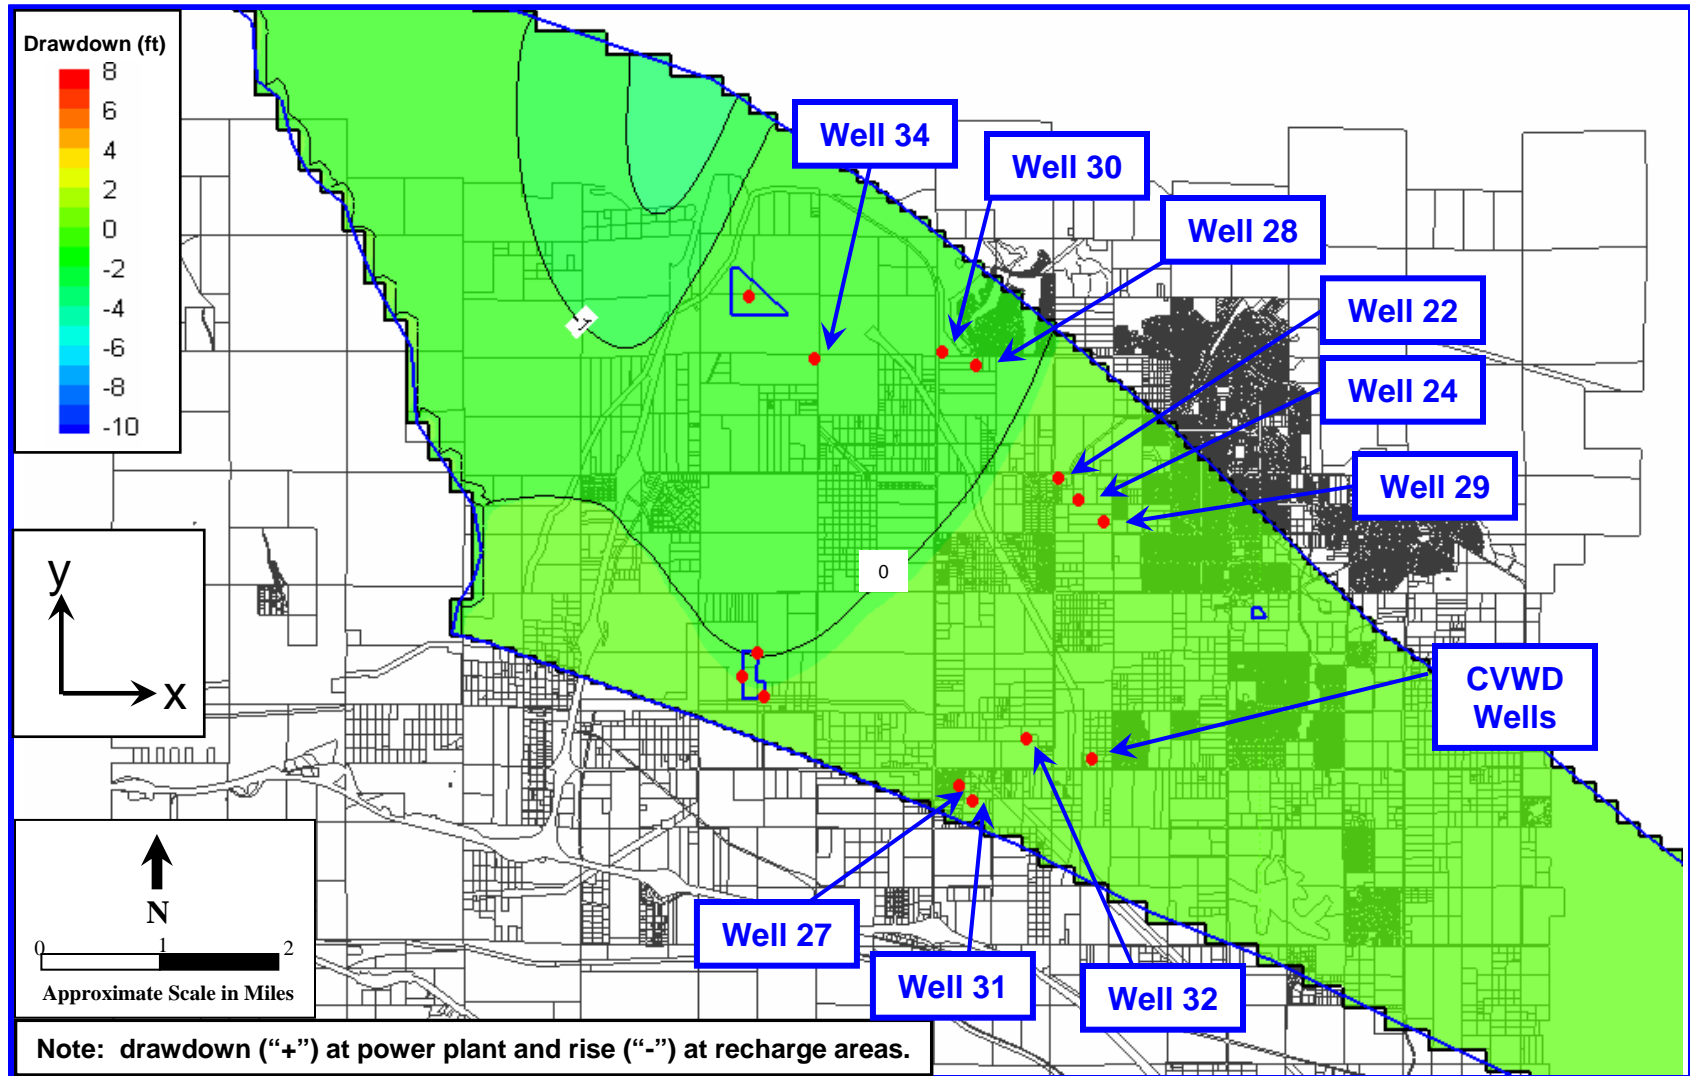 Drawdown (ft)
8
6
4
2
0
-2
-4
-6
-8
-10
Well 34
Well 30
Well 28
Well 22
Well 24
Well 29
0
y
x
CVWD
Wells
N
0 1 2
Approximate Scale in Miles
Well 27
Well 31
Well 32
Note: drawdown (“+”) at power plant and rise (“-”) at recharge areas.